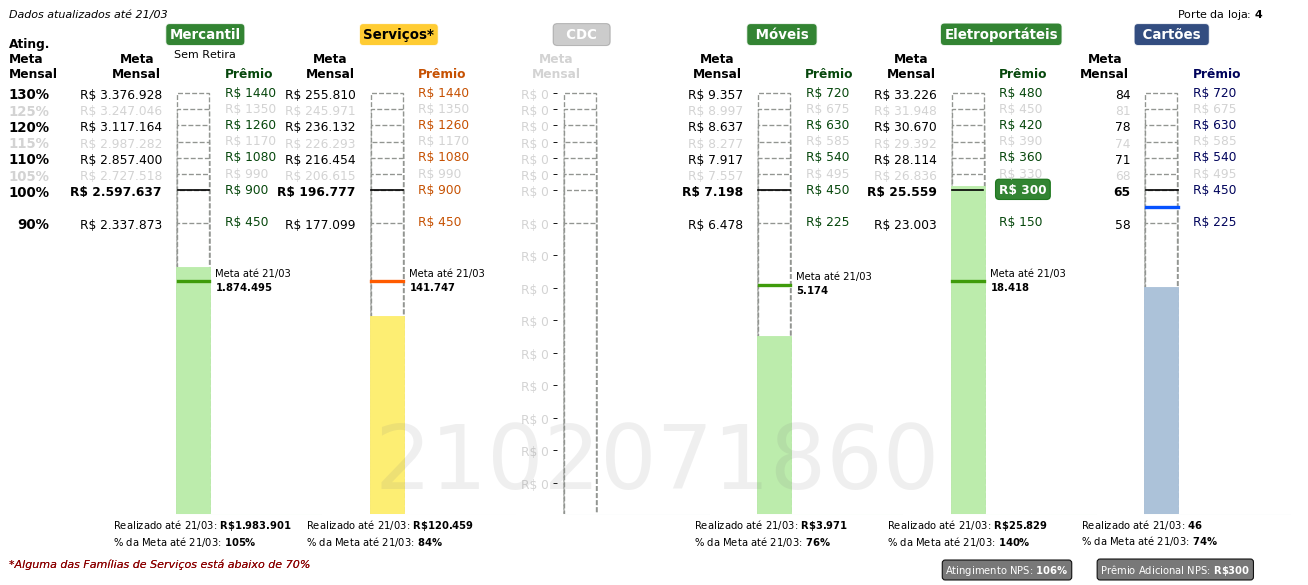 Dados atualizados até 21/03 Porte da loja: 4
Mercantil Serviços* CDC Móveis Eletroportáteis Cartões
Sem Retira
Ating. Meta Mensal Meta Mensal Prêmio Meta Mensal Prêmio Meta Mensal Meta Mensal Prêmio Meta Mensal Prêmio Meta Mensal Prêmio
130% R$ 3.376.928 R$ 1440 R$ 255.810 R$ 1440 R$ 0 R$ 9.357 R$ 720 R$ 33.226 R$ 480 84 R$ 720
125% R$ 3.247.046 R$ 1350 R$ 245.971 R$ 1350 R$ 0 R$ 8.997 R$ 675 R$ 31.948 R$ 450 81 R$ 675
120% R$ 3.117.164 R$ 1260 R$ 236.132 R$ 1260 R$ 0 R$ 8.637 R$ 630 R$ 30.670 R$ 420 78 R$ 630
115% R$ 2.987.282 R$ 1170 R$ 226.293 R$ 1170 R$ 0 R$ 8.277 R$ 585 R$ 29.392 R$ 390 74 R$ 585
110% R$ 2.857.400 R$ 1080 R$ 216.454 R$ 1080 R$ 0 R$ 7.917 R$ 540 R$ 28.114 R$ 360 71 R$ 540
105% R$ 2.727.518 R$ 990 R$ 206.615 R$ 990 R$ 0 R$ 7.557 R$ 495 R$ 26.836 R$ 330 68 R$ 495
100% R$ 2.597.637 R$ 900 R$ 196.777 R$ 900 R$ 0 R$ 7.198 R$ 450 R$ 25.559 R$ 300 65 R$ 450
90% R$ 2.337.873 R$ 450 R$ 177.099 R$ 450 R$ 0 R$ 6.478 R$ 225 R$ 23.003 R$ 150 58 R$ 225
R$ 0
Meta até 21/03 Meta até 21/03 Meta até 21/03 Meta até 21/03
1.874.495 141.747 R$ 0 5.174 18.418
R$ 0
R$ 0
R$ 0
R$ 0
R$ 0
R$ 0
2102071860
Realizado até 21/03: R$1.983.901 Realizado até 21/03: R$120.459 Realizado até 21/03: R$3.971 Realizado até 21/03: R$25.829 Realizado até 21/03: 46
% da Meta até 21/03: 105% % da Meta até 21/03: 84% % da Meta até 21/03: 76% % da Meta até 21/03: 140% % da Meta até 21/03: 74%
*Alguma das Famílias de Serviços está abaixo de 70% Atingimento NPS: 106% Prêmio Adicional NPS: R$300